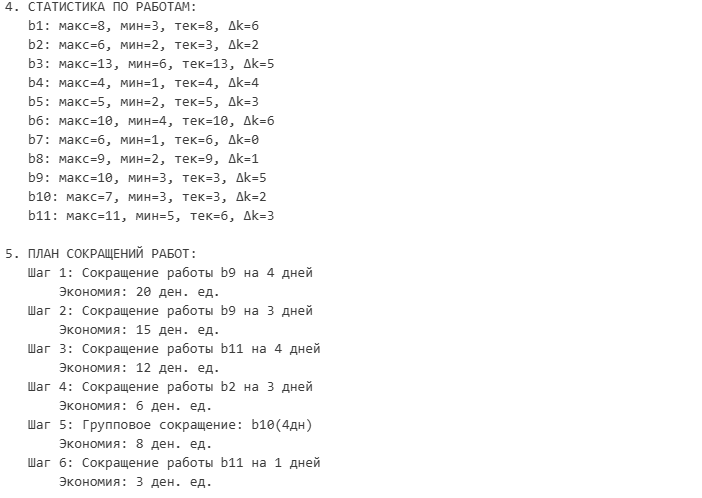 4. СТАТИСТИКА ПО РАБОТАМ:
b1: макс=8, мин=3, тек=8, Δk=6
b2: макс=6, мин=2, тек=3, Δk=2
b3: макс=13, мин=6, тек=13, Δk=5
b4: макс=4, мин=1, тек=4, Δk=4
b5: макс=5, мин=2, тек=5, Δk=3
b6: макс=10, мин=4, тек=10, Δk=6
b7: макс=6, мин=1, тек=6, Δk=0
b8: макс=9, мин=2, тек=9, Δk=1
b9: макс=10, мин=3, тек=3, Δk=5
b10: макс=7, мин=3, тек=3, Δk=2
b11: макс=11, мин=5, тек=6, Δk=3
5. ПЛАН СОКРАЩЕНИЙ РАБОТ:
Шаг 1: Сокращение работы b9 на 4 дней
Экономия: 20 ден. ед.
Шаг 2: Сокращение работы b9 на 3 дней
Экономия: 15 ден. ед.
Шаг 3: Сокращение работы b11 на 4 дней
Экономия: 12 ден. ед.
Шаг 4: Сокращение работы b2 на 3 дней
Экономия: 6 ден. ед.
Шаг 5: Групповое сокращение: b10(4дн)
Экономия: 8 ден. ед.
Шаг 6: Сокращение работы b11 на 1 дней
Экономия: 3 ден. ед.